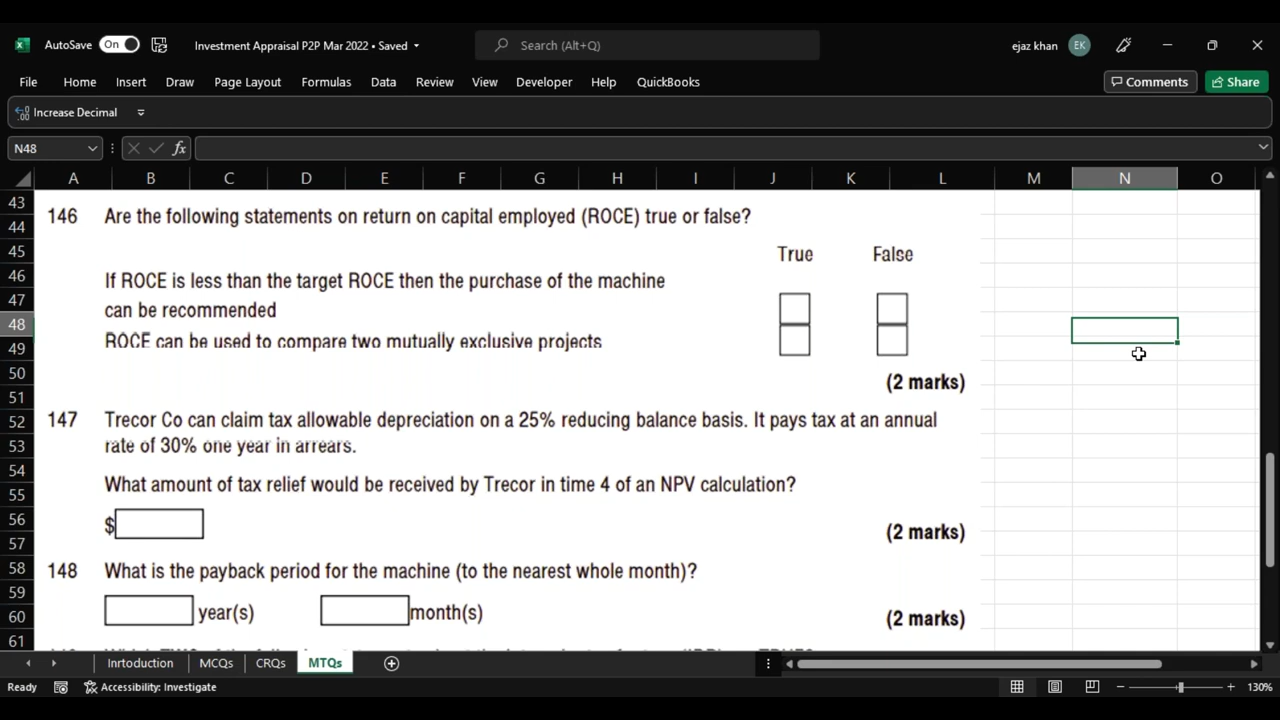 AutoSave On Investment Appraisal P2P Mar 2022 • Saved Search (Alt+Q) ejaz khan EK
File Home Insert Draw Page Layout Formulas Data Review View Developer Help QuickBooks Comments Share
Increase Decimal
N48 fx
A B C D E F G H I J K L M N O
43
44
45
46
47
48
49
50
51
52
53
54
55
56
57
58
59
60
61
146 Are the following statements on return on capital employed (ROCE) true or false?
True False
If ROCE is less than the target ROCE then the purchase of the machine
can be recommended
ROCE can be used to compare two mutually exclusive projects
(2 marks)
147 Trecor Co can claim tax allowable depreciation on a 25% reducing balance basis. It pays tax at an annual
rate of 30% one year in arrears.
What amount of tax relief would be received by Trecor in time 4 of an NPV calculation?
$
(2 marks)
148 What is the payback period for the machine (to the nearest whole month)?
year(s) month(s)
(2 marks)
Inrtoduction MCQs CRQs MTQs
Ready Accessibility: Investigate 130%